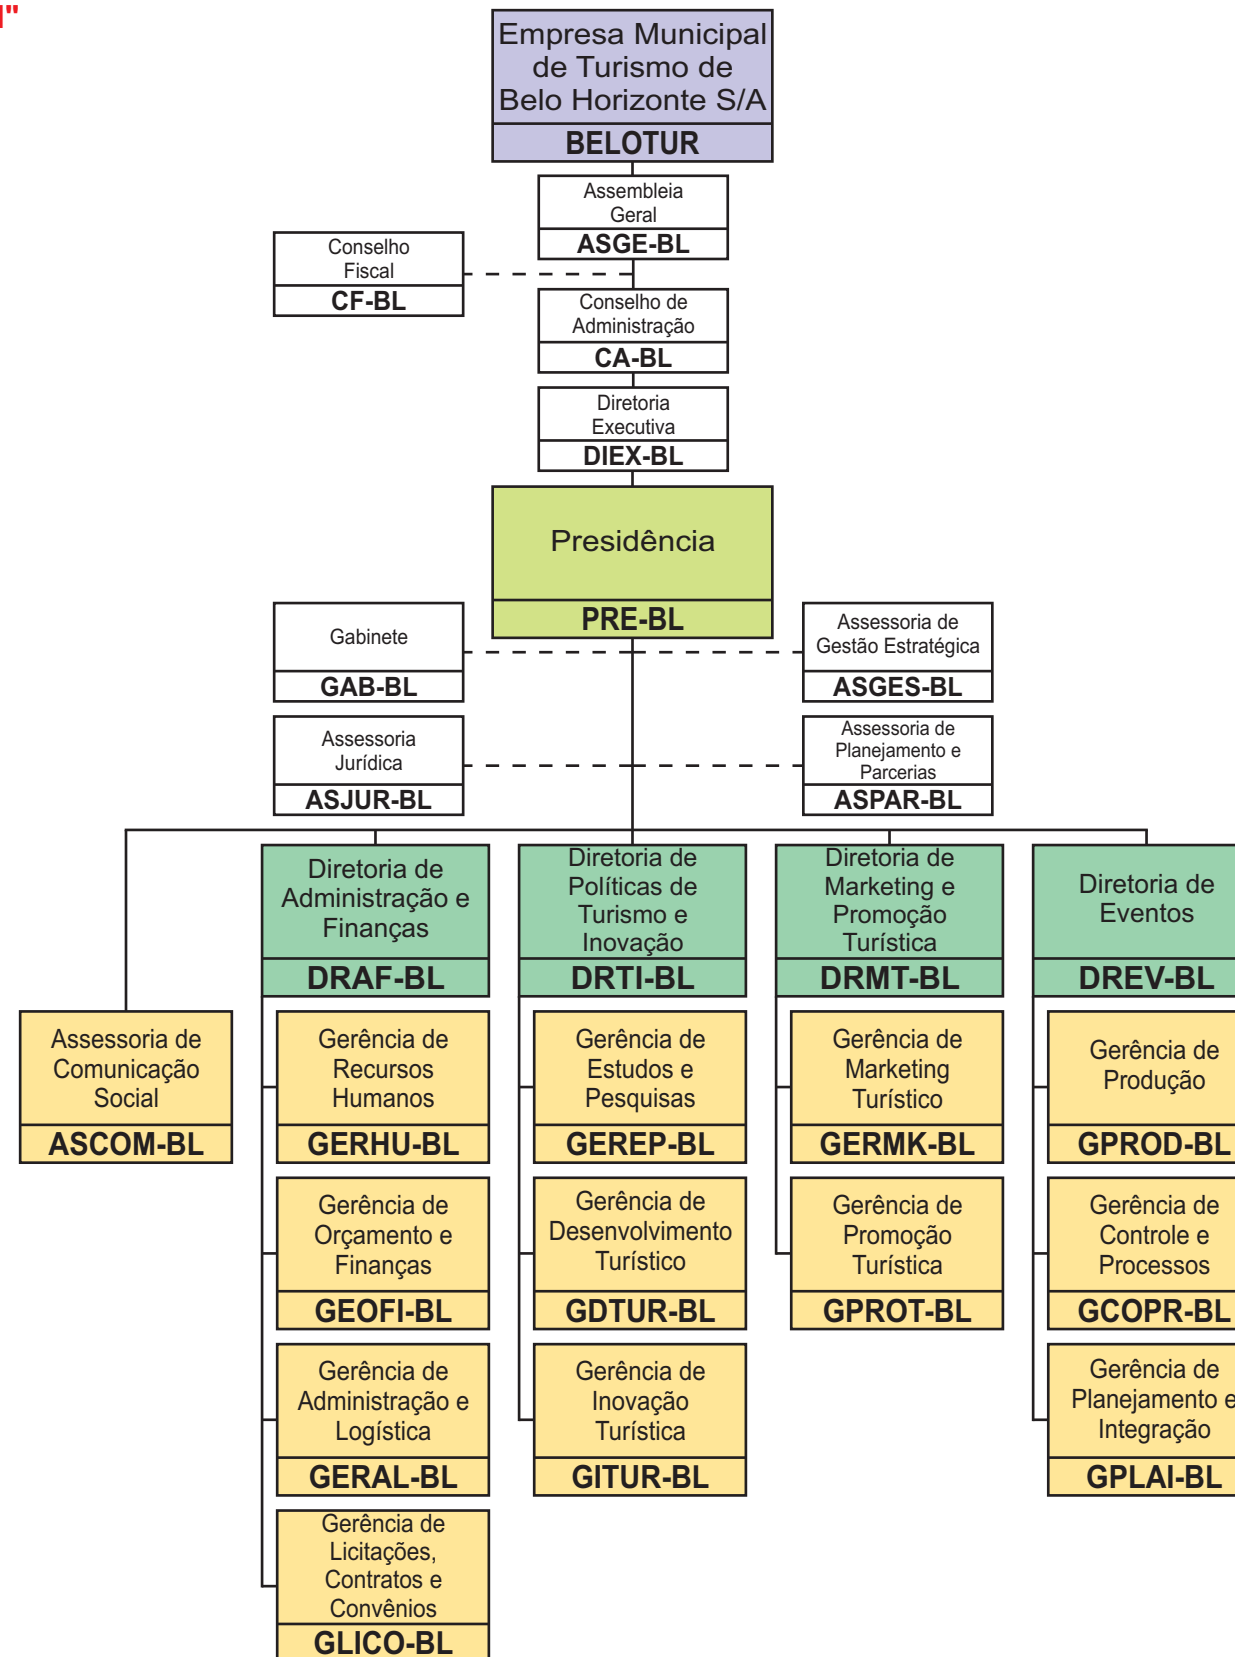 Empresa Municipal
de Turismo de
Belo Horizonte S/A
BELOTUR
Assembleia
Geral
ASGE-BL
Conselho
Fiscal
CF-BL
Conselho de
Administração
CA-BL
Diretoria
Executiva
DIEX-BL
Presidência
PRE-BL
Gabinete
GAB-BL
Assessoria de
Gestão Estratégica
ASGES-BL
Assessoria
Jurídica
ASJUR-BL
Assessoria de
Planejamento e
Parcerias
ASPAR-BL
Diretoria de
Administração e
Finanças
DRAF-BL
Diretoria de
Políticas de
Turismo e
Inovação
DRTI-BL
Diretoria de
Marketing e
Promoção
Turística
DRMT-BL
Diretoria de
Eventos
DREV-BL
Assessoria de
Comunicação
Social
ASCOM-BL
Gerência de
Recursos
Humanos
GERHU-BL
Gerência de
Estudos e
Pesquisas
GEREP-BL
Gerência de
Marketing
Turístico
GERMK-BL
Gerência de
Produção
GPROD-BL
Gerência de
Orçamento e
Finanças
GEOFI-BL
Gerência de
Desenvolvimento
Turístico
GDTUR-BL
Gerência de
Promoção
Turística
GPROT-BL
Gerência de
Controle e
Processos
GCOPR-BL
Gerência de
Administração e
Logística
GERAL-BL
Gerência de
Inovação
Turística
GITUR-BL
Gerência de
Planejamento e
Integração
GPLAI-BL
Gerência de
Licitações,
Contratos e
Convênios
GLICO-BL